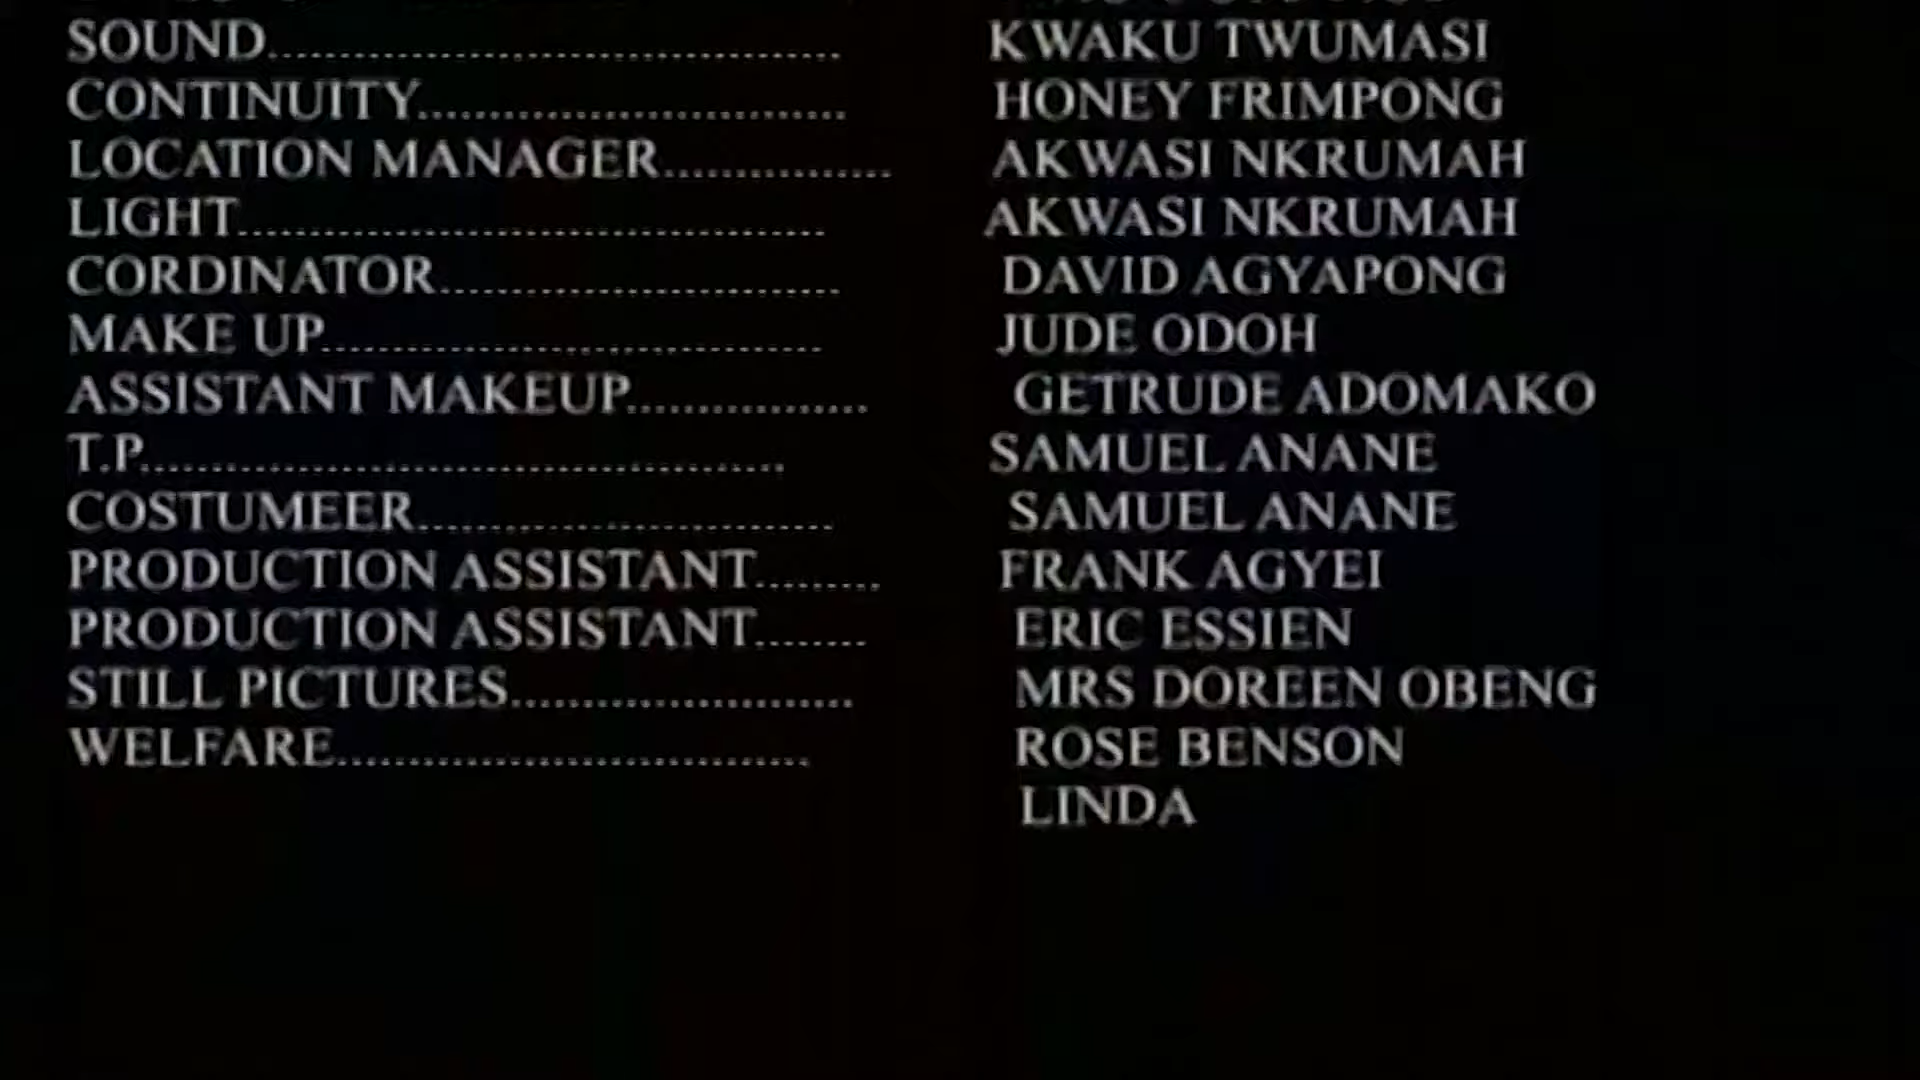 SOUND........................................ KWAKU TWUMASI
CONTINUITY.............................. HONEY FRIMPONG
LOCATION MANAGER................ AKWASI NKRUMAH
LIGHT......................................... AKWASI NKRUMAH
CORDINATOR............................ DAVID AGYAPONG
MAKE UP................................... JUDE ODOH
ASSISTANT MAKEUP................. GETRUDE ADOMAKO
T.P............................................. SAMUEL ANANE
COSTUMEER............................. SAMUEL ANANE
PRODUCTION ASSISTANT......... FRANK AGYEI
PRODUCTION ASSISTANT........ ERIC ESSIEN
STILL PICTURES........................ MRS DOREEN OBENG
WELFARE................................. ROSE BENSON
LINDA